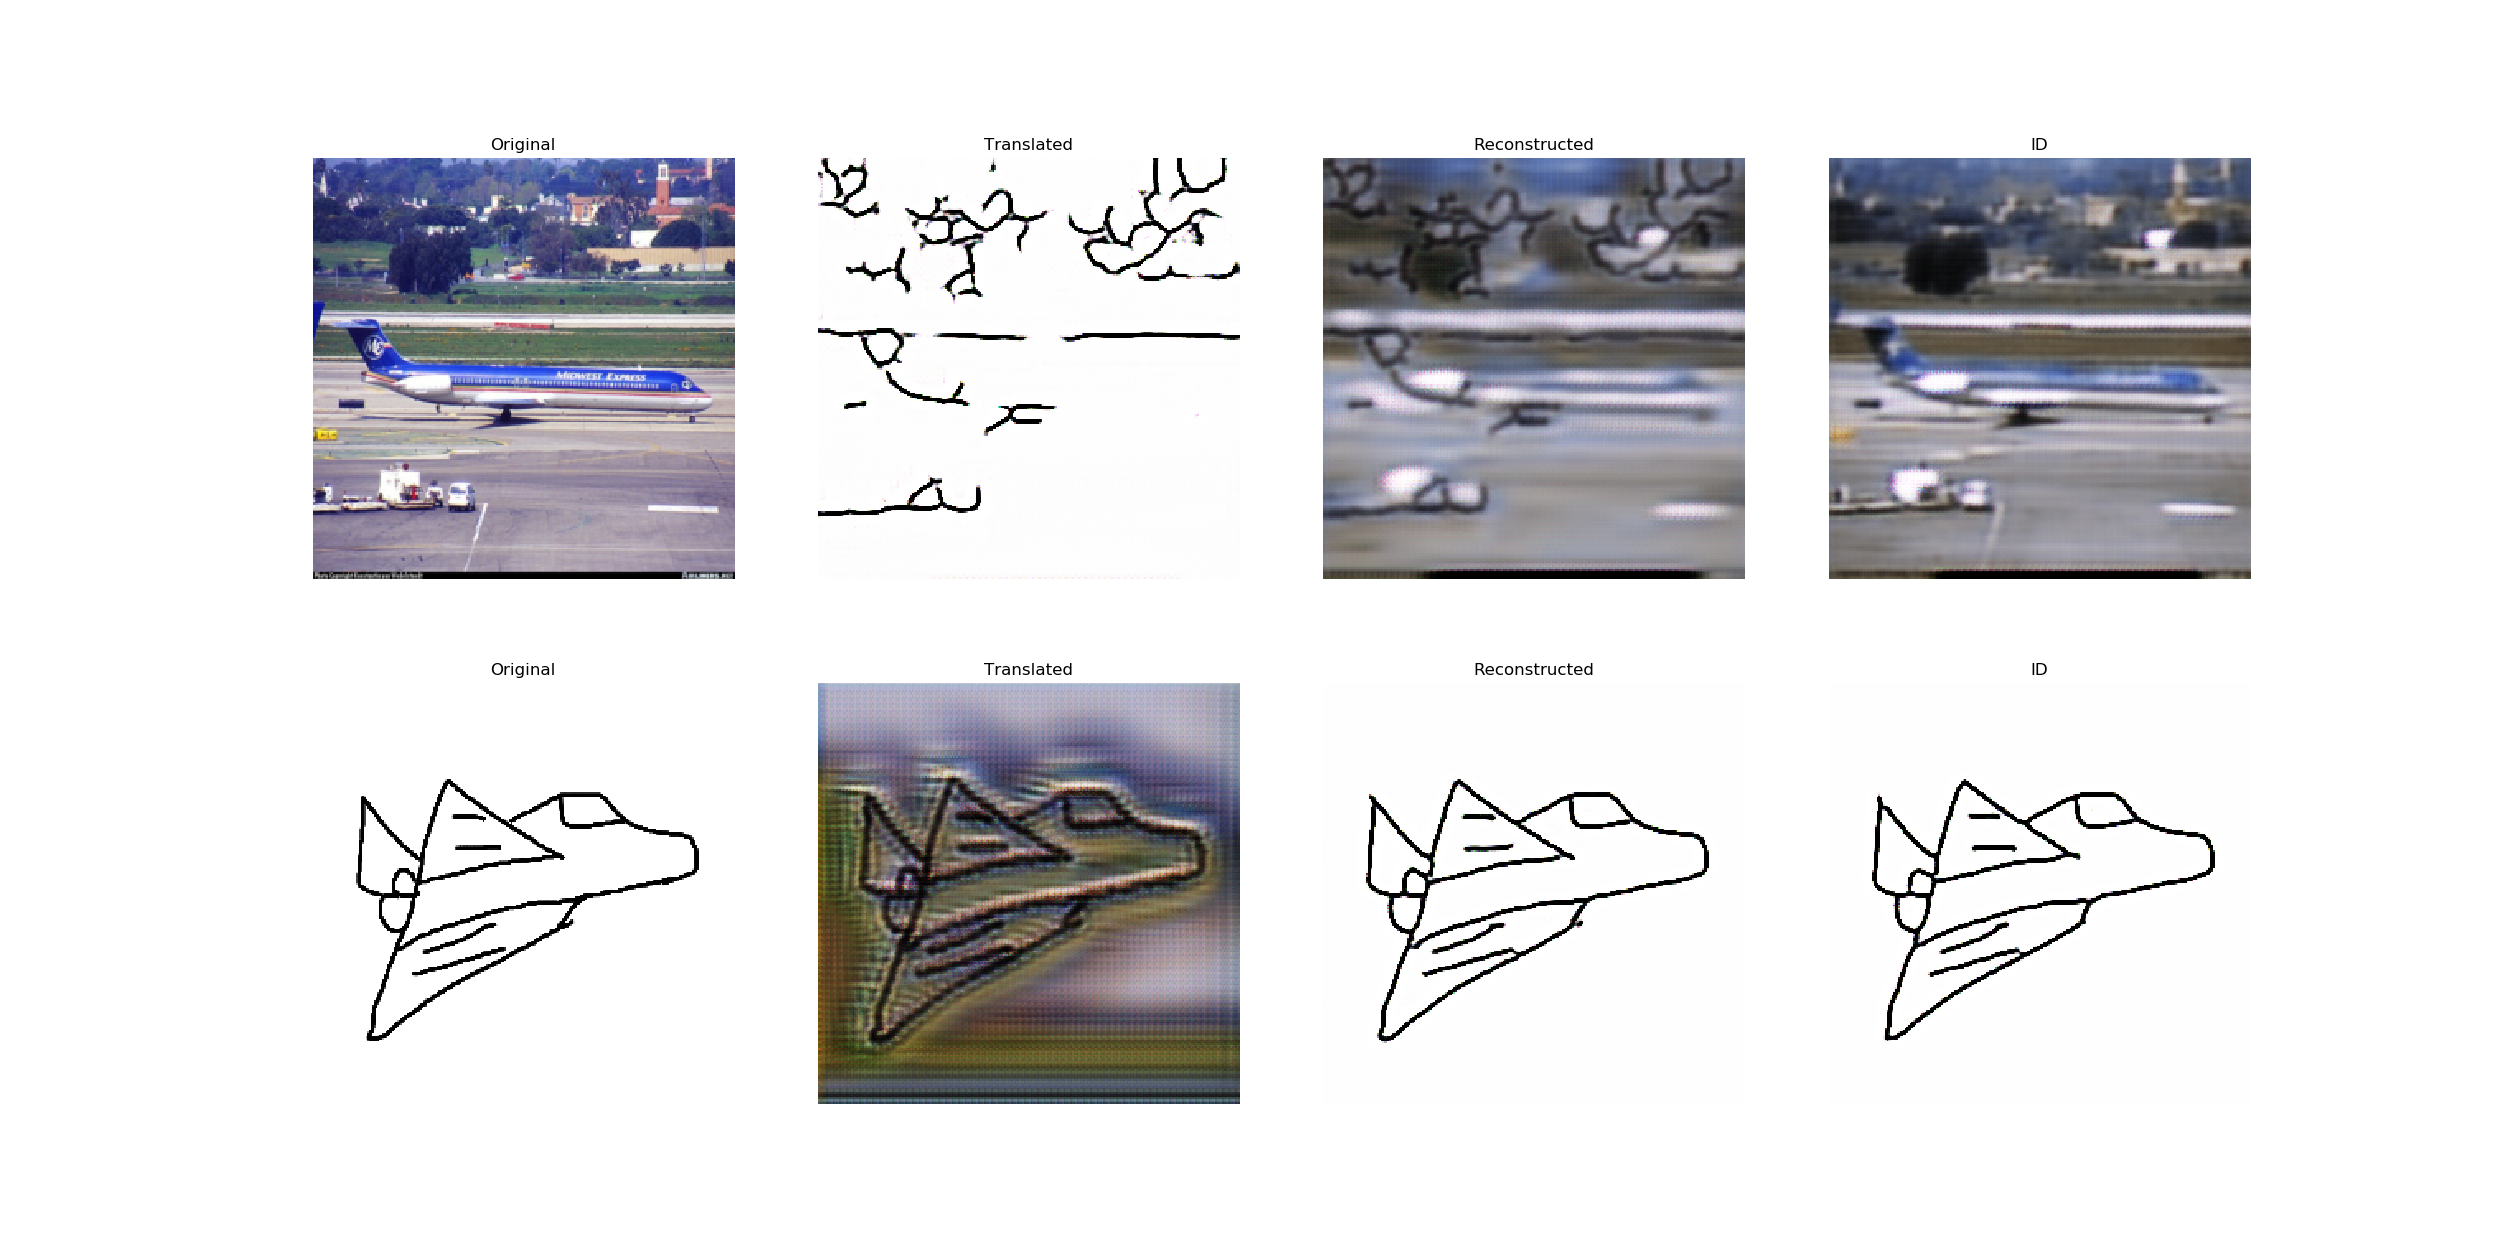 Original
Translated
Reconstructed
ID
MIDWEST EXPRESS
Original
Translated
Reconstructed
ID